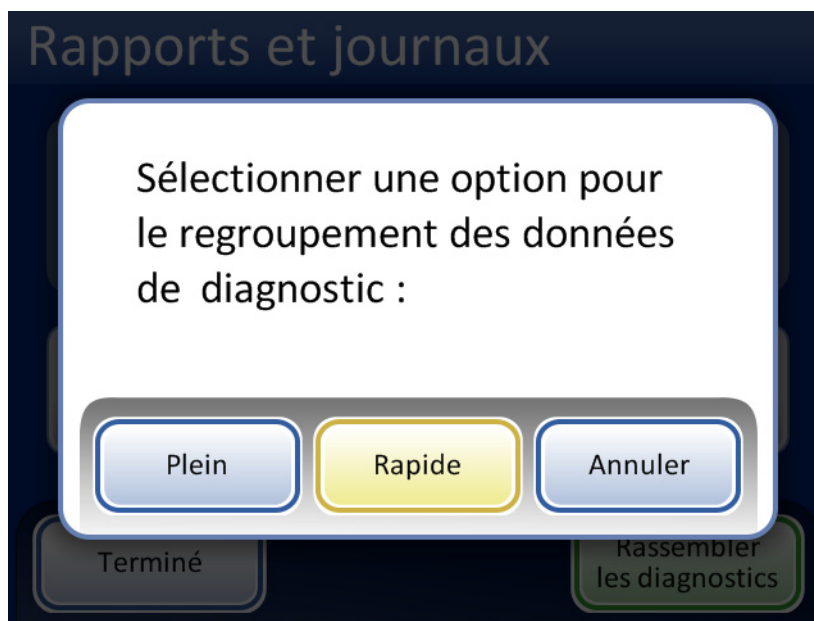 Rapports et journaux
Sélectionner une option pour
le regroupement des données
de diagnostic :
Plein
Rapide
Annuler
Terminé
Rassembler
les diagnostics